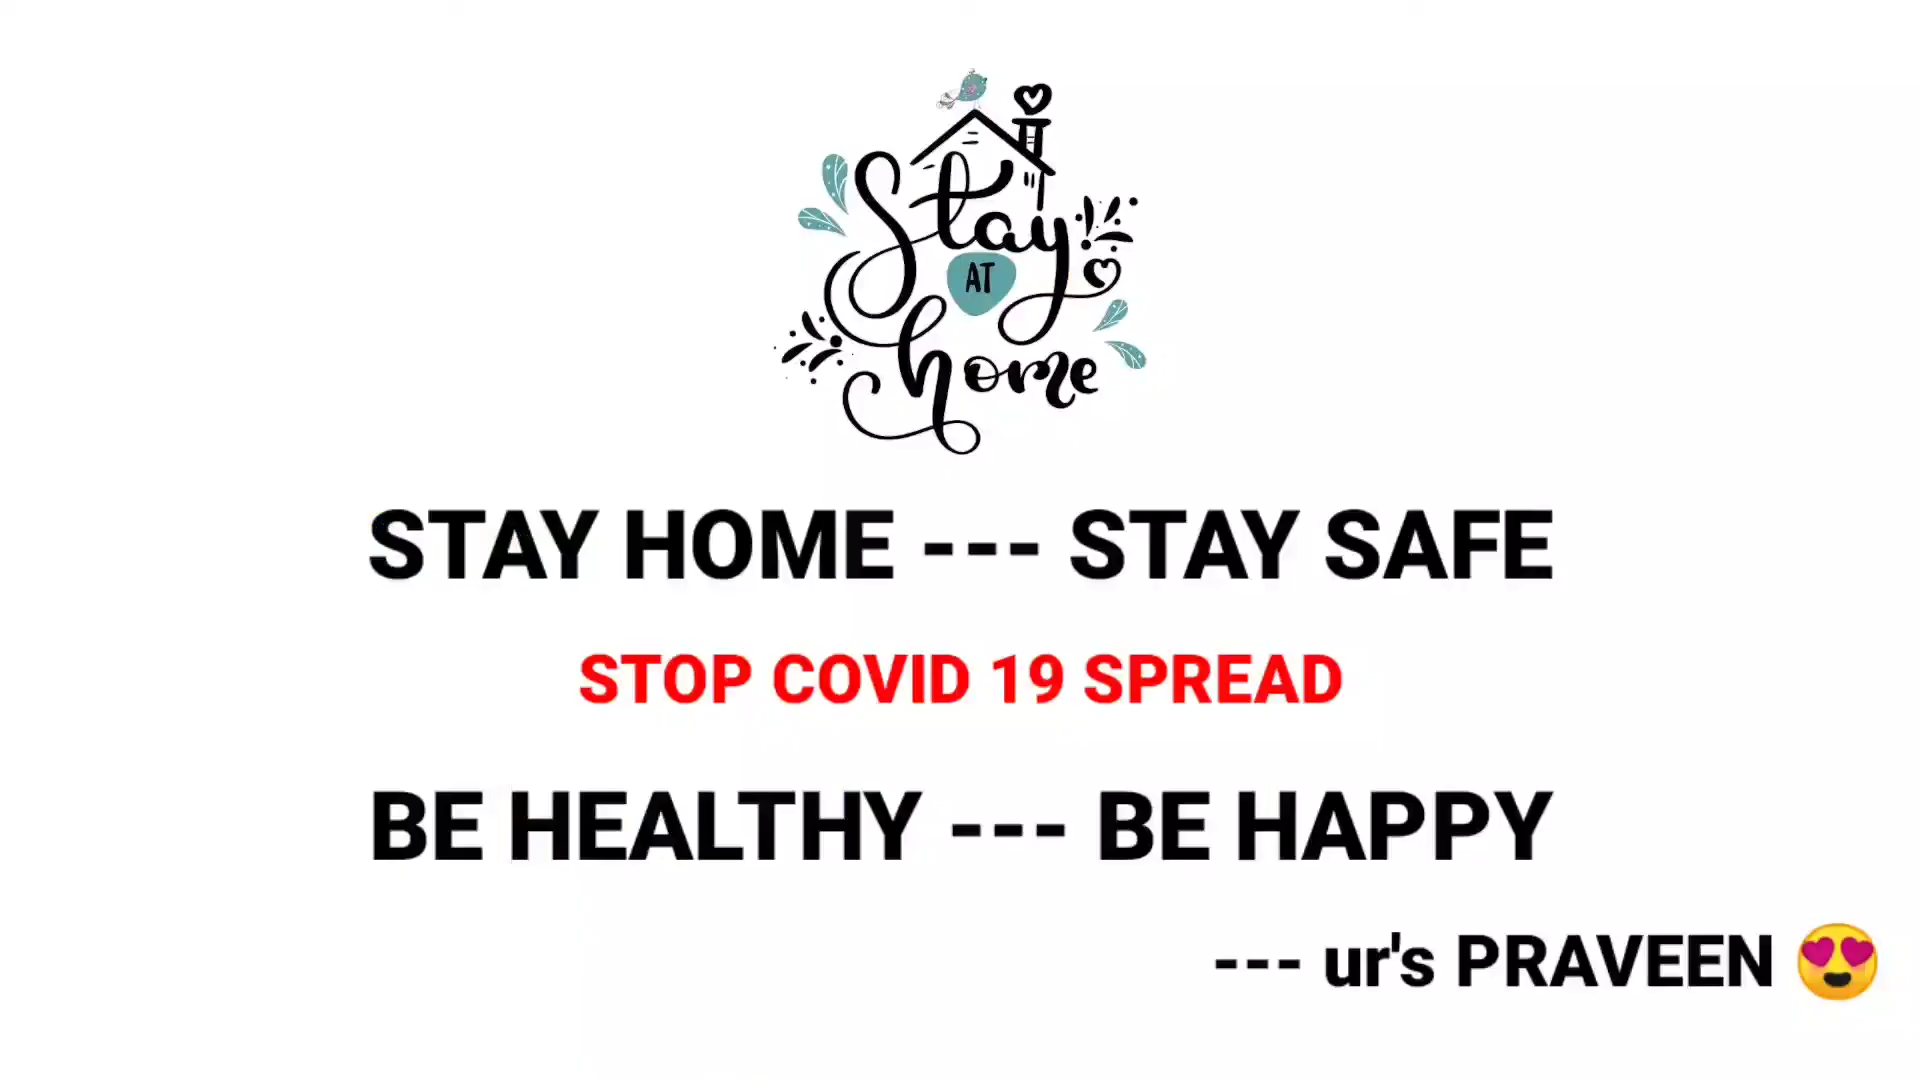 Stay
AT
home
STAY HOME --- STAY SAFE
STOP COVID 19 SPREAD
BE HEALTHY --- BE HAPPY
--- ur's PRAVEEN 😍